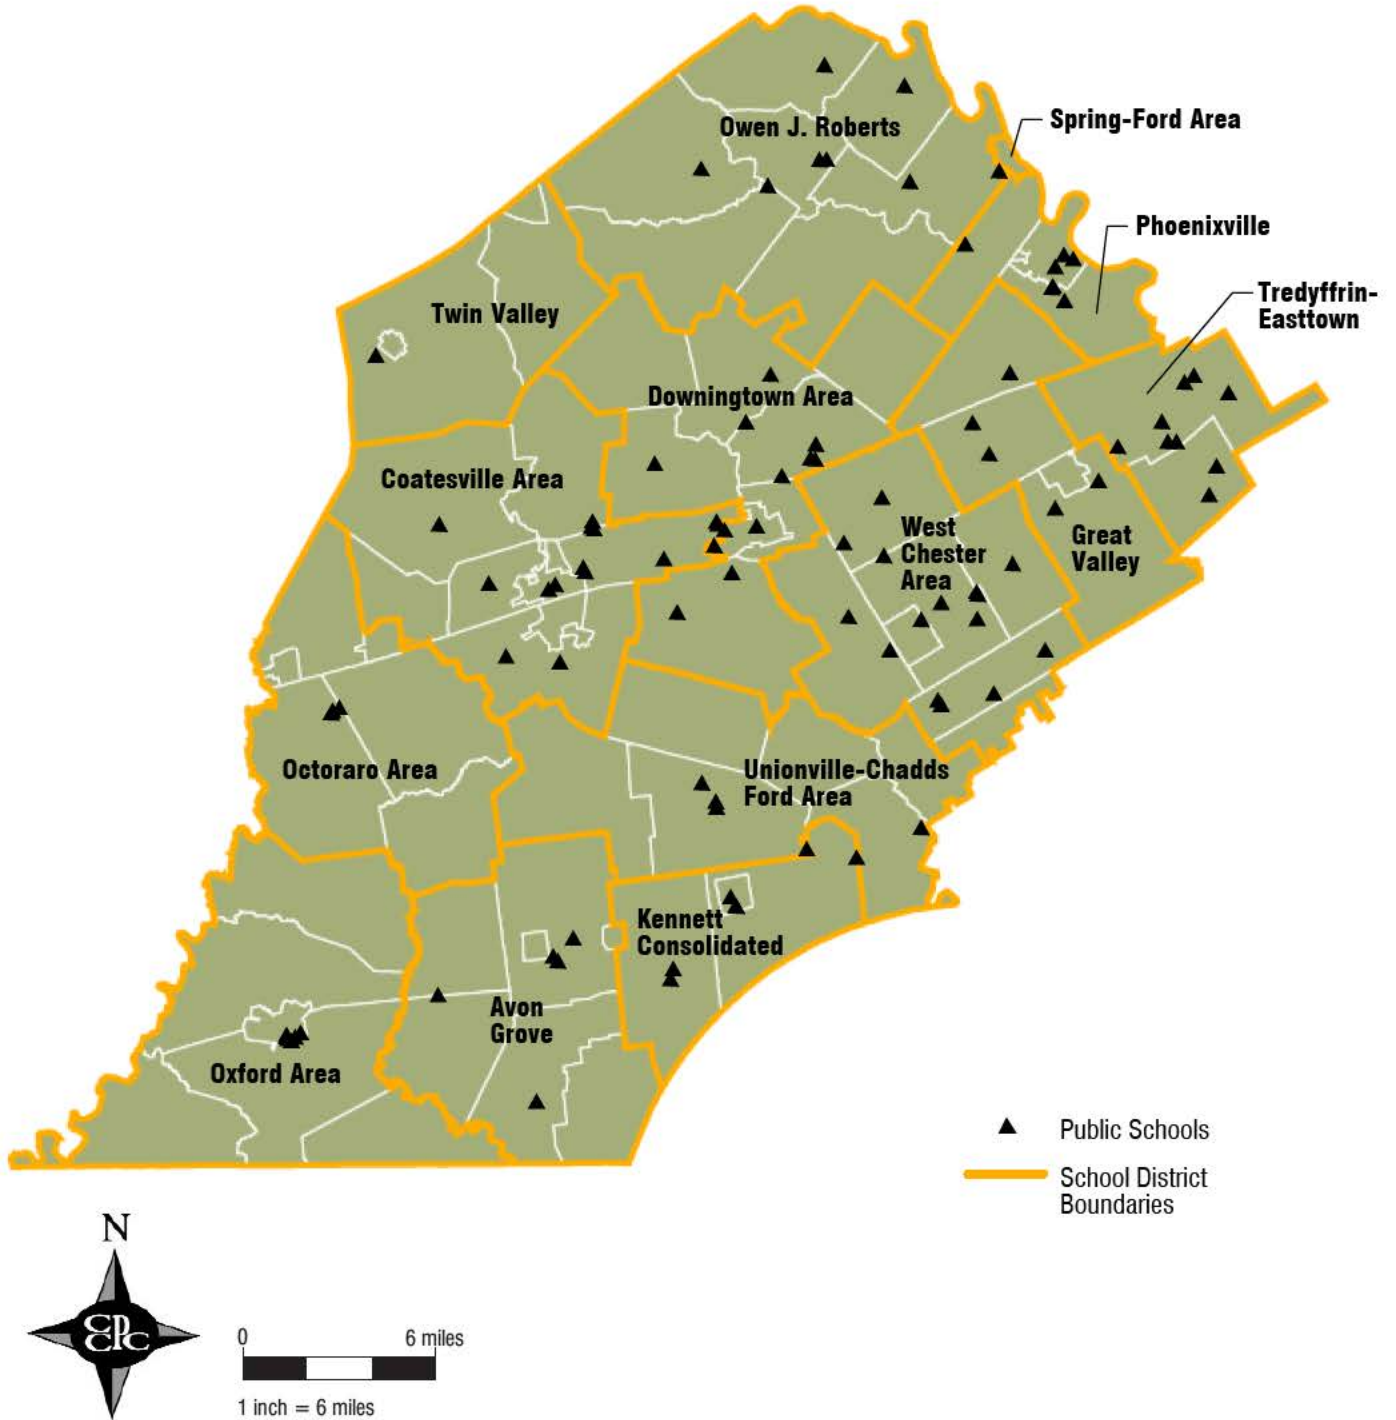 Owen J. Roberts
Spring-Ford Area
Phoenixville
Tredyffrin-
Easttown
Twin Valley
Downingtown Area
Coatesville Area
West
Chester
Area
Great
Valley
Octoraro Area
Unionville-Chadds
Ford Area
Kennett
Consolidated
Avon
Grove
Oxford Area
Public Schools
School District
Boundaries
N
CPC
CPC
0 6 miles
1 inch = 6 miles